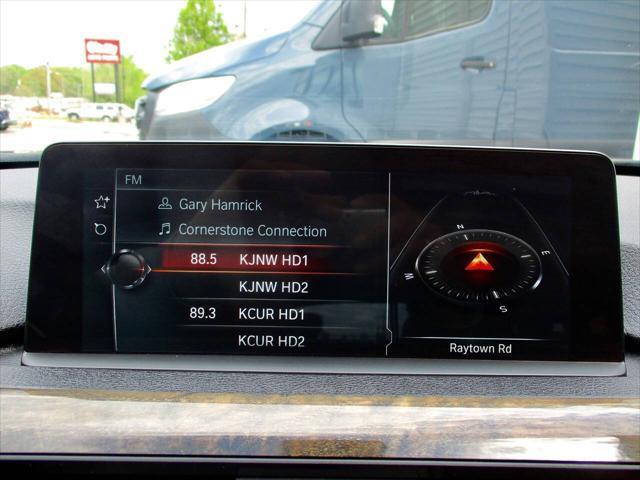 FM
Gary Hamrick
Cornerstone Connection
88.5 KJNW HD1
KJNW HD2
89.3 KCUR HD1
KCUR HD2
N
E
S
W
Raytown Rd